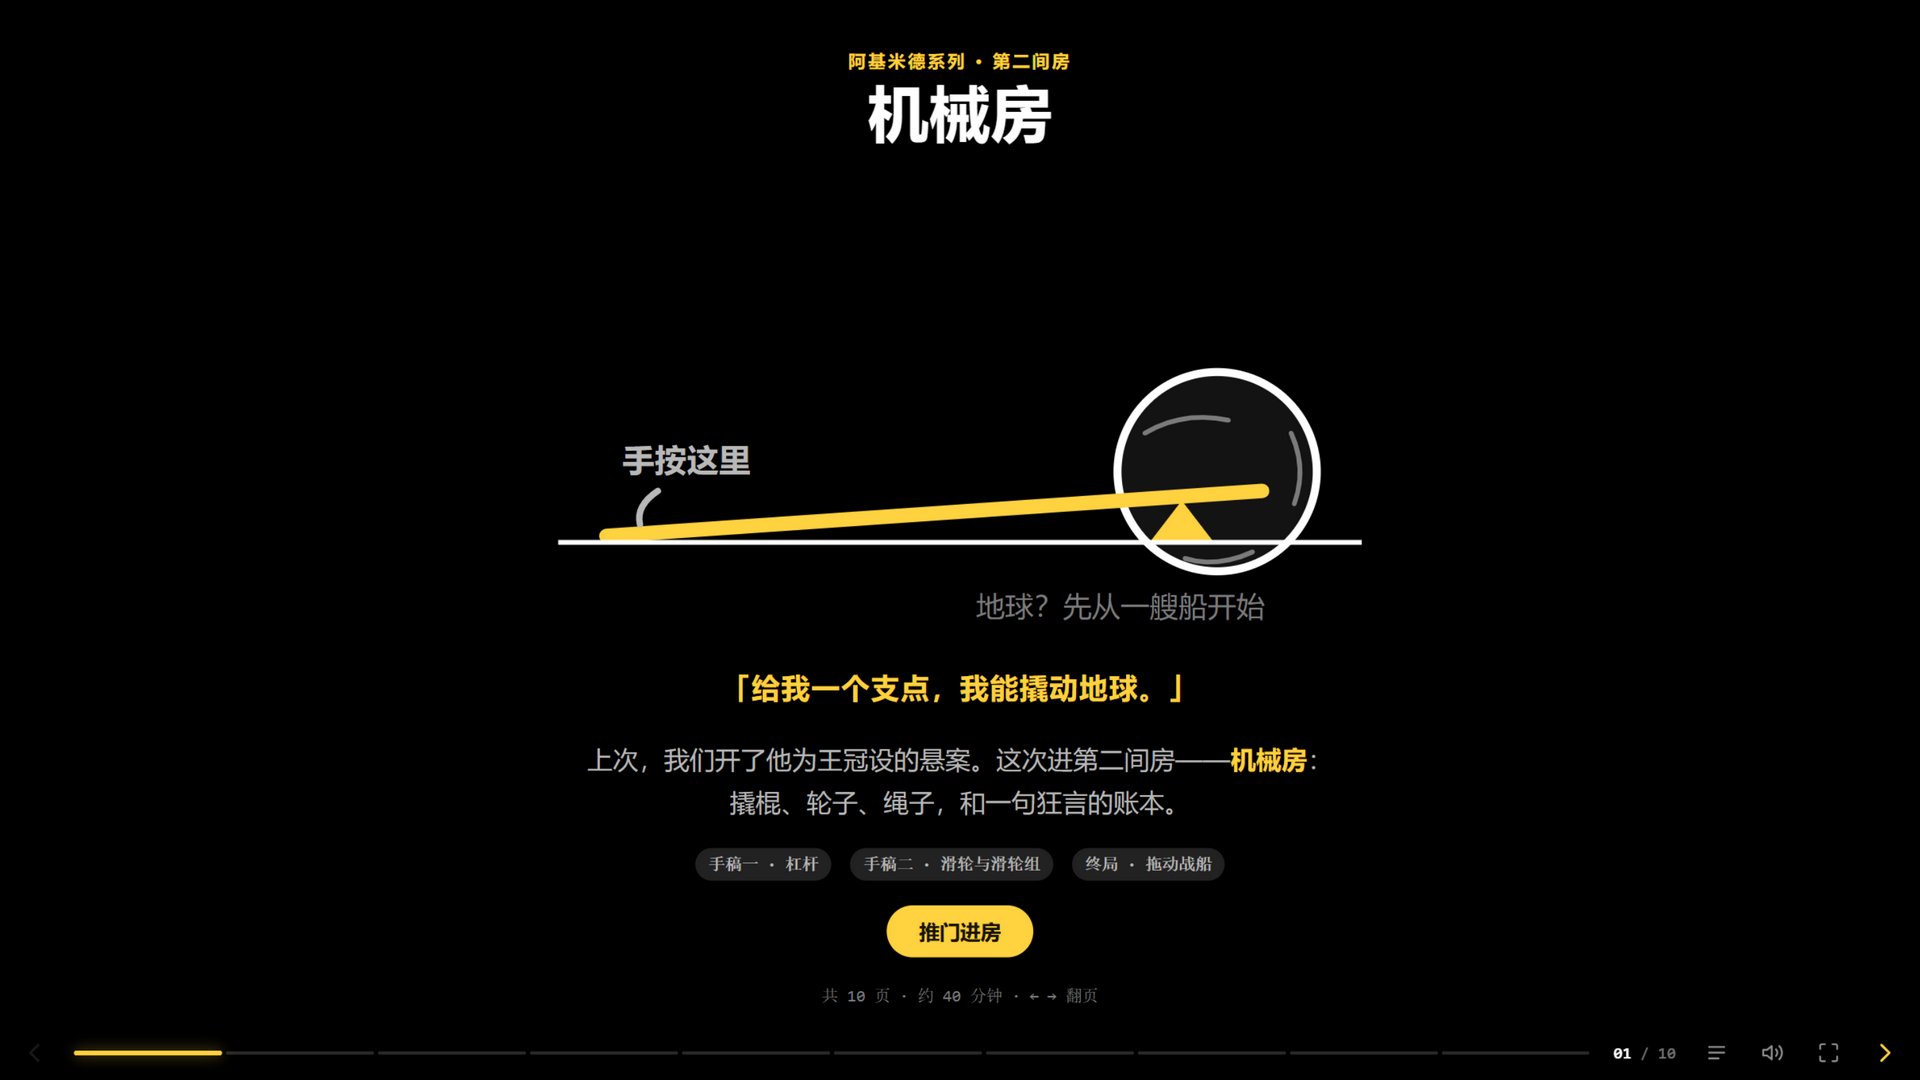 阿基米德系列 • 第二间房
机械房
手按这里
地球？先从一艘船开始
「给我一个支点，我能撬动地球。」
上次，我们开了他为王冠设的悬案。这次进第二间房——机械房：
撬棍、轮子、绳子，和一句狂言的账本。
手稿一 · 杠杆
手稿二 · 滑轮与滑轮组
终局 · 拖动战船
推门进房
共 10 页 · 约 40 分钟 · ← → 翻页
01 / 10